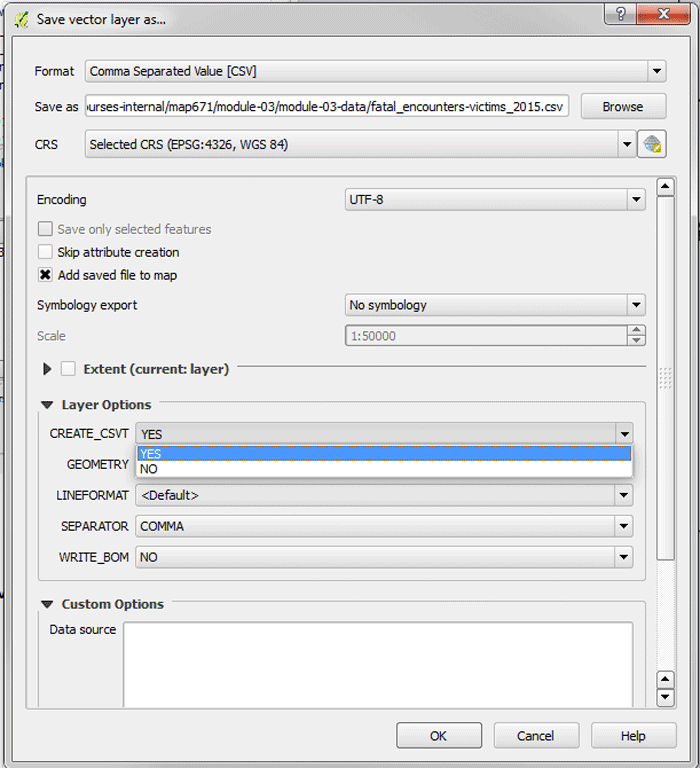 Save vector layer as...
?
Format Comma Separated Value [CSV]
Save as ourses-internal/map671/module-03/module-03-data/fatal_encounters-victims_2015.csv Browse
CRS Selected CRS (EPSG:4326, WGS 84)
Encoding UTF-8
Save only selected features
Skip attribute creation
Add saved file to map
Symbology export No symbology
Scale 1:50000
Extent (current: layer)
Layer Options
CREATE_CSVT YES
YES
GEOMETRY
NO
LINEFORMAT <Default>
SEPARATOR COMMA
WRITE_BOM NO
Custom Options
Data source
OK Cancel Help